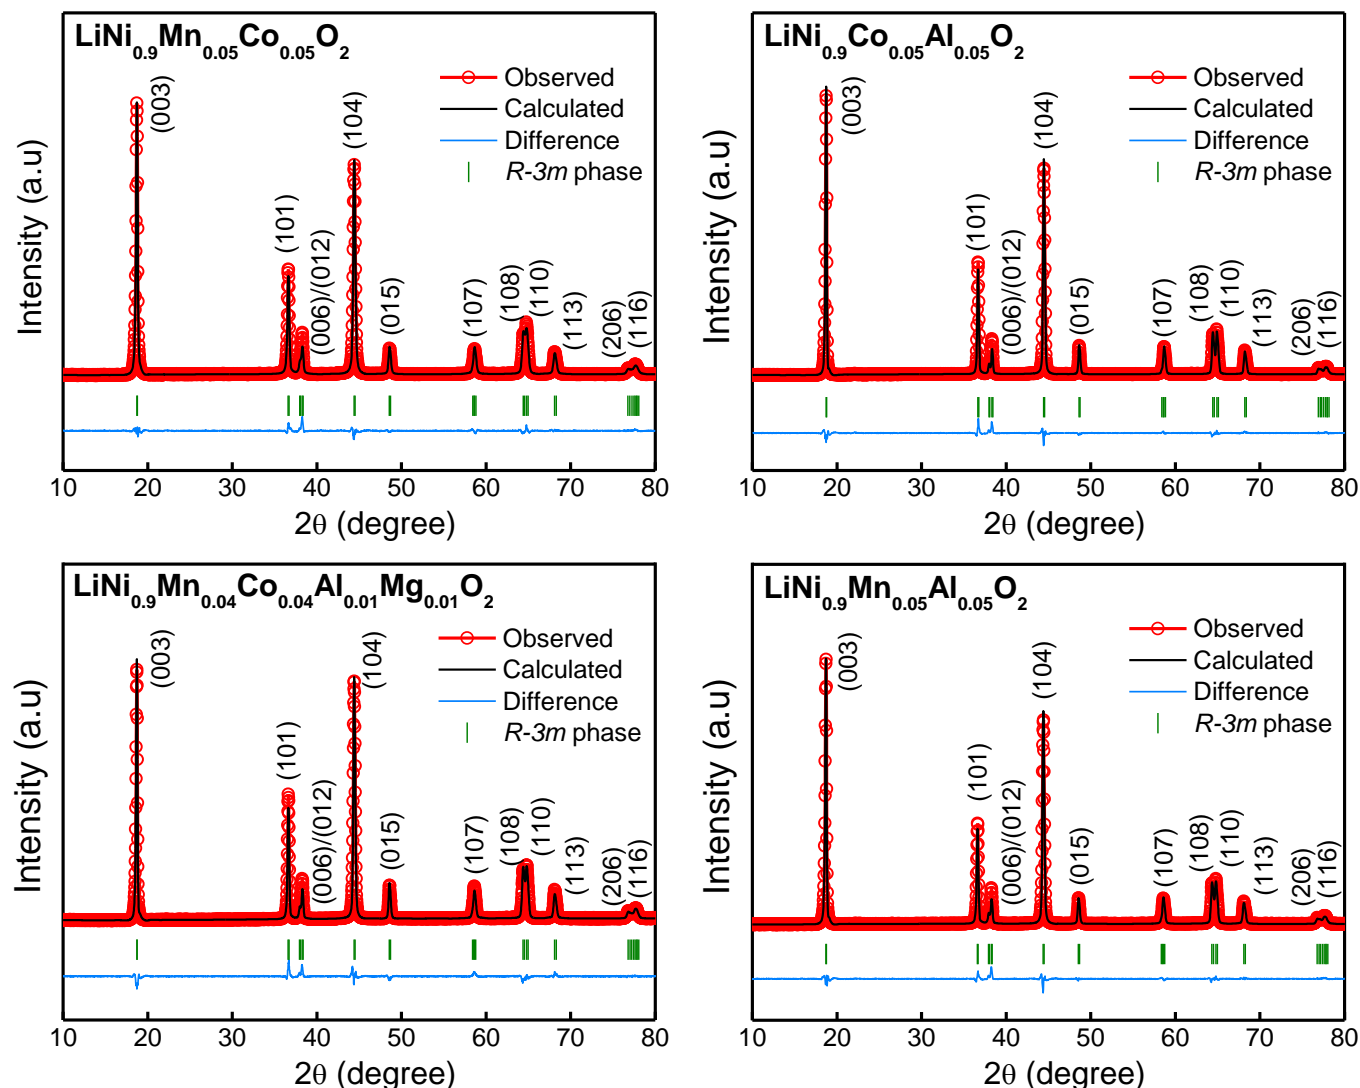 LiNi0.9Mn0.05Co0.05O2
Observed
Calculated
Difference
R-3m phase
(003)
(101)
(006)/(012)
(104)
(015)
(107)
(108)
(110)
(113)
(206)
(116)
Intensity (a.u)
10 20 30 40 50 60 70 80
2θ (degree)
LiNi0.9Co0.05Al0.05O2
Observed
Calculated
Difference
R-3m phase
(003)
(101)
(006)/(012)
(104)
(015)
(107)
(108)
(110)
(113)
(206)
(116)
Intensity (a.u)
10 20 30 40 50 60 70 80
2θ (degree)
LiNi0.9Mn0.04Co0.04Al0.01Mg0.01O2
Observed
Calculated
Difference
R-3m phase
(003)
(101)
(006)/(012)
(104)
(015)
(107)
(108)
(110)
(113)
(206)
(116)
Intensity (a.u)
10 20 30 40 50 60 70 80
2θ (degree)
LiNi0.9Mn0.05Al0.05O2
Observed
Calculated
Difference
R-3m phase
(003)
(101)
(006)/(012)
(104)
(015)
(107)
(108)
(110)
(113)
(206)
(116)
Intensity (a.u)
10 20 30 40 50 60 70 80
2θ (degree)